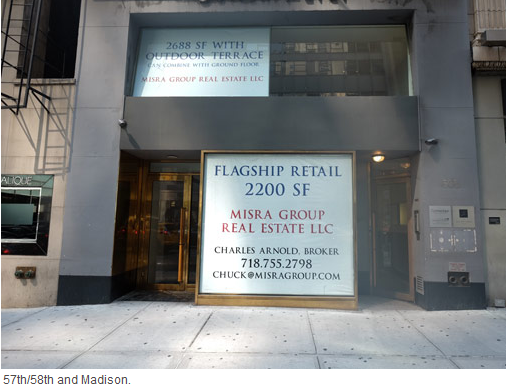 2688 SF WITH
OUTDOOR TERRACE
CAN COMBINE WITH GROUND FLOOR
MISRA GROUP REAL ESTATE LLC
FLAGSHIP RETAIL
2200 SF
MISRA GROUP
REAL ESTATE LLC
CHARLES ARNOLD, BROKER
718.755.2798
CHUCK@MISRAGROUP.COM
57th/58th and Madison.